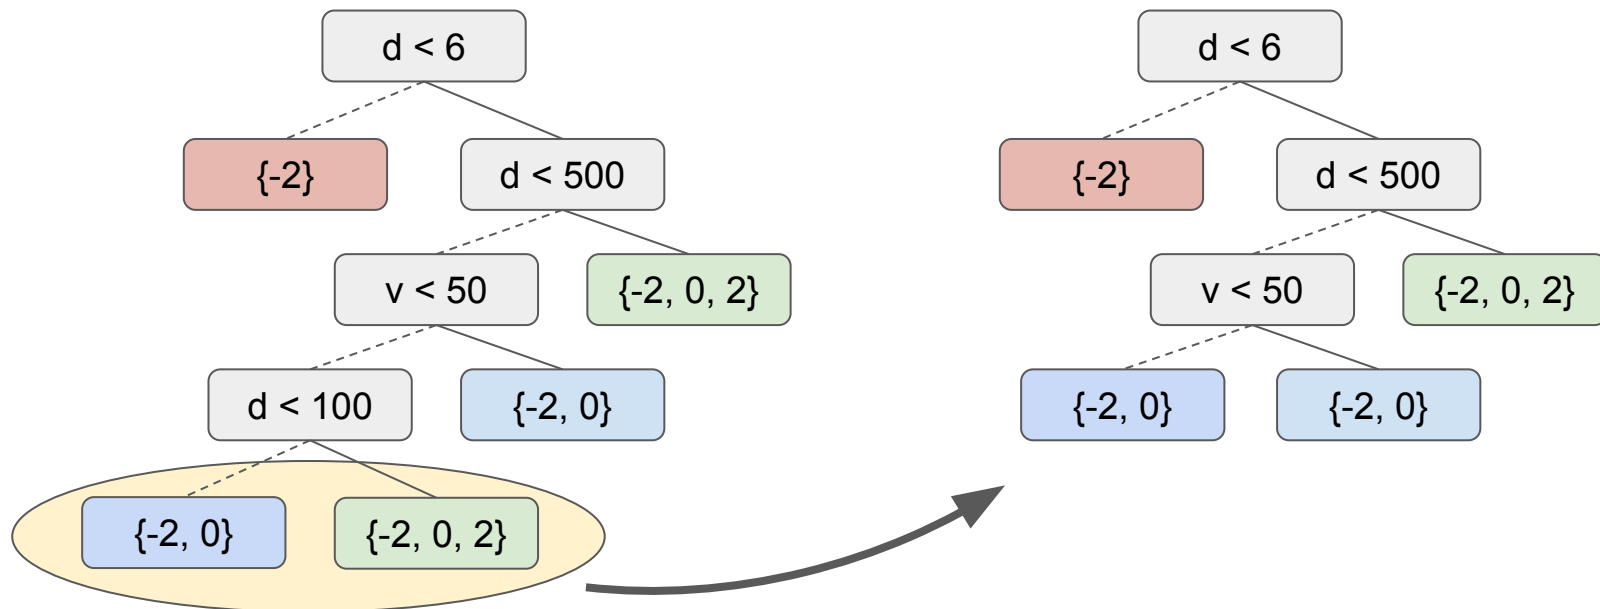 d < 6
{-2}
d < 500
v < 50
{-2, 0, 2}
d < 100
{-2, 0}
{-2, 0}
{-2, 0, 2}
d < 6
{-2}
d < 500
v < 50
{-2, 0, 2}
{-2, 0}
{-2, 0}